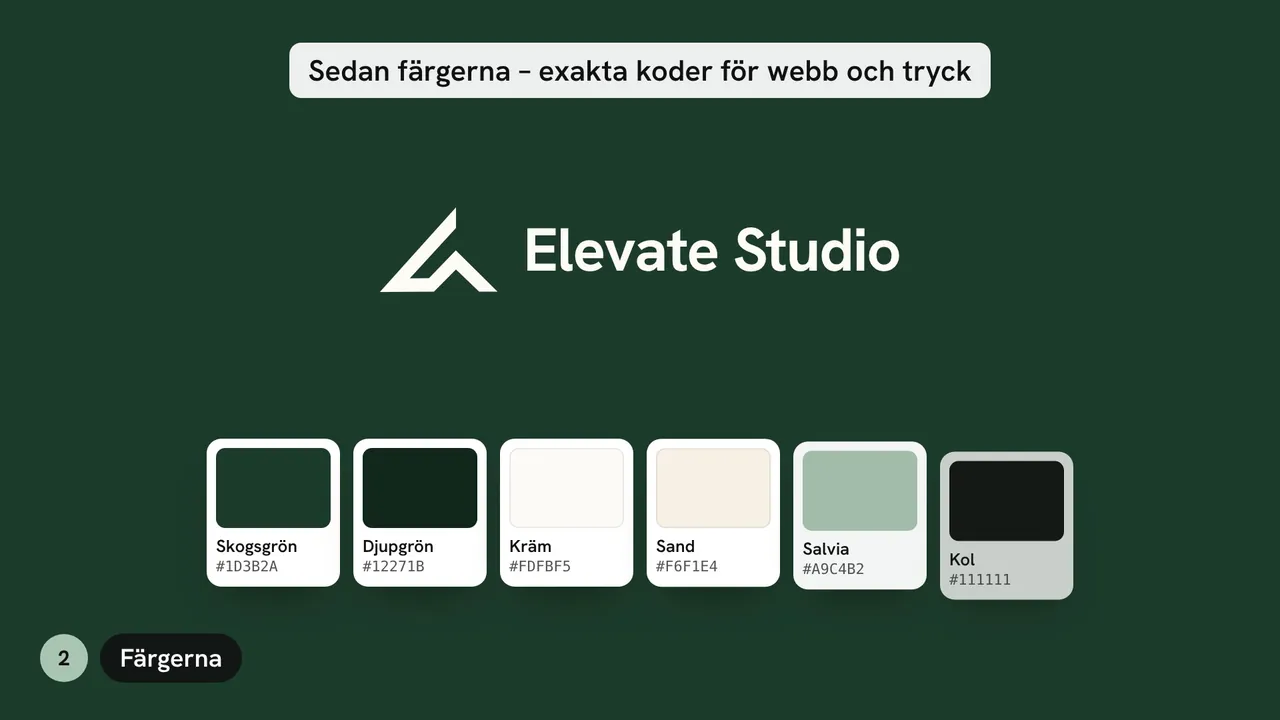 Sedan färgerna – exakta koder för webb och tryck
Elevate Studio
Skogsgrön
#1D3B2A
Djupgrön
#12271B
Kräm
#FDFBF5
Sand
#F6F1E4
Salvia
#A9C4B2
Kol
#111111
2
Färgerna